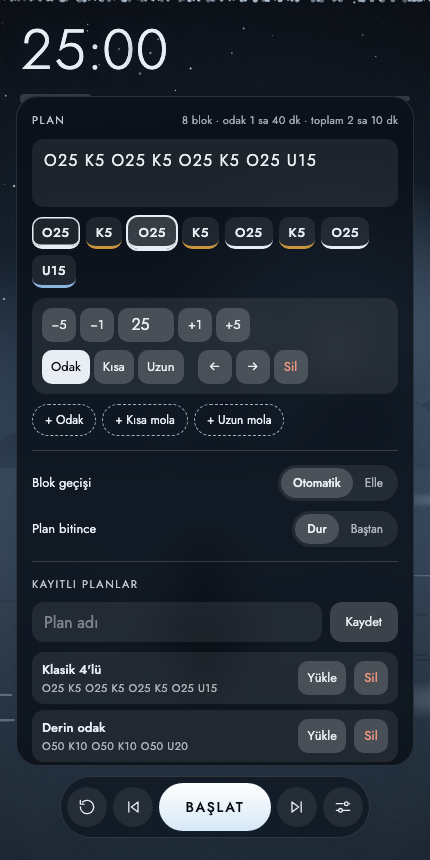 25:00
PLAN
8 blok · odak 1 sa 40 dk · toplam 2 sa 10 dk
O25 K5 O25 K5 O25 K5 O25 U15
O25 K5 O25 K5 O25 K5 O25
U15
−5 −1 25 +1 +5
Odak Kısa Uzun ← → Sil
+ Odak + Kısa mola + Uzun mola
Blok geçişi Otomatik Elle
Plan bitince Dur Baştan
KAYITLI PLANLAR
Plan adı Kaydet
Klasik 4'lü
O25 K5 O25 K5 O25 K5 O25 U15
Yükle Sil
Derin odak
O50 K10 O50 K10 O50 U20
Yükle Sil
BAŞLAT